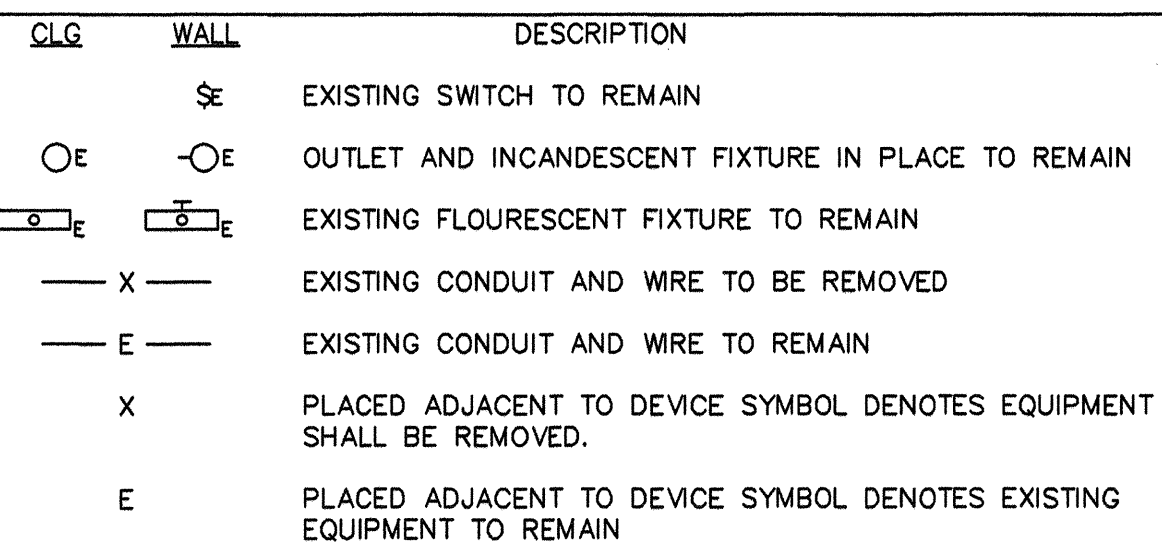 CLG WALL DESCRIPTION
$E EXISTING SWITCH TO REMAIN
E E OUTLET AND INCANDESCENT FIXTURE IN PLACE TO REMAIN
E E EXISTING FLOURESCENT FIXTURE TO REMAIN
X EXISTING CONDUIT AND WIRE TO BE REMOVED
E EXISTING CONDUIT AND WIRE TO REMAIN
X PLACED ADJACENT TO DEVICE SYMBOL DENOTES EQUIPMENT
SHALL BE REMOVED.
E PLACED ADJACENT TO DEVICE SYMBOL DENOTES EXISTING
EQUIPMENT TO REMAIN